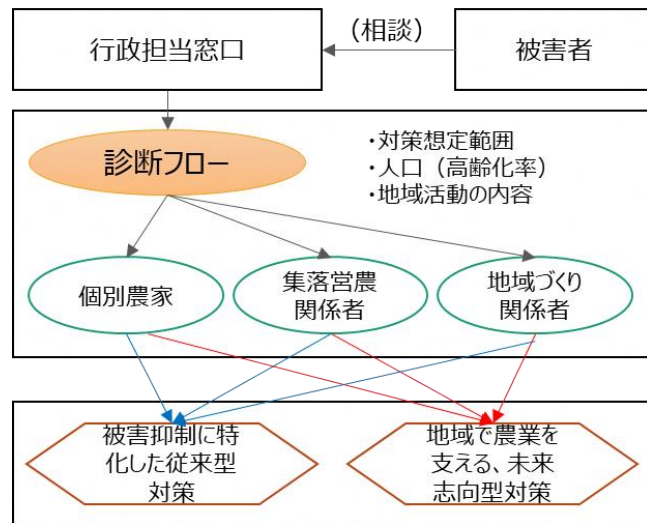 行政担当窓口
（相談）
被害者
診断フロー
・対策想定範囲
・人口（高齢化率）
・地域活動の内容
個別農家
集落営農
関係者
地域づくり
関係者
被害抑制に特
化した従来型
対策
地域で農業を
支える、未来
志向型対策